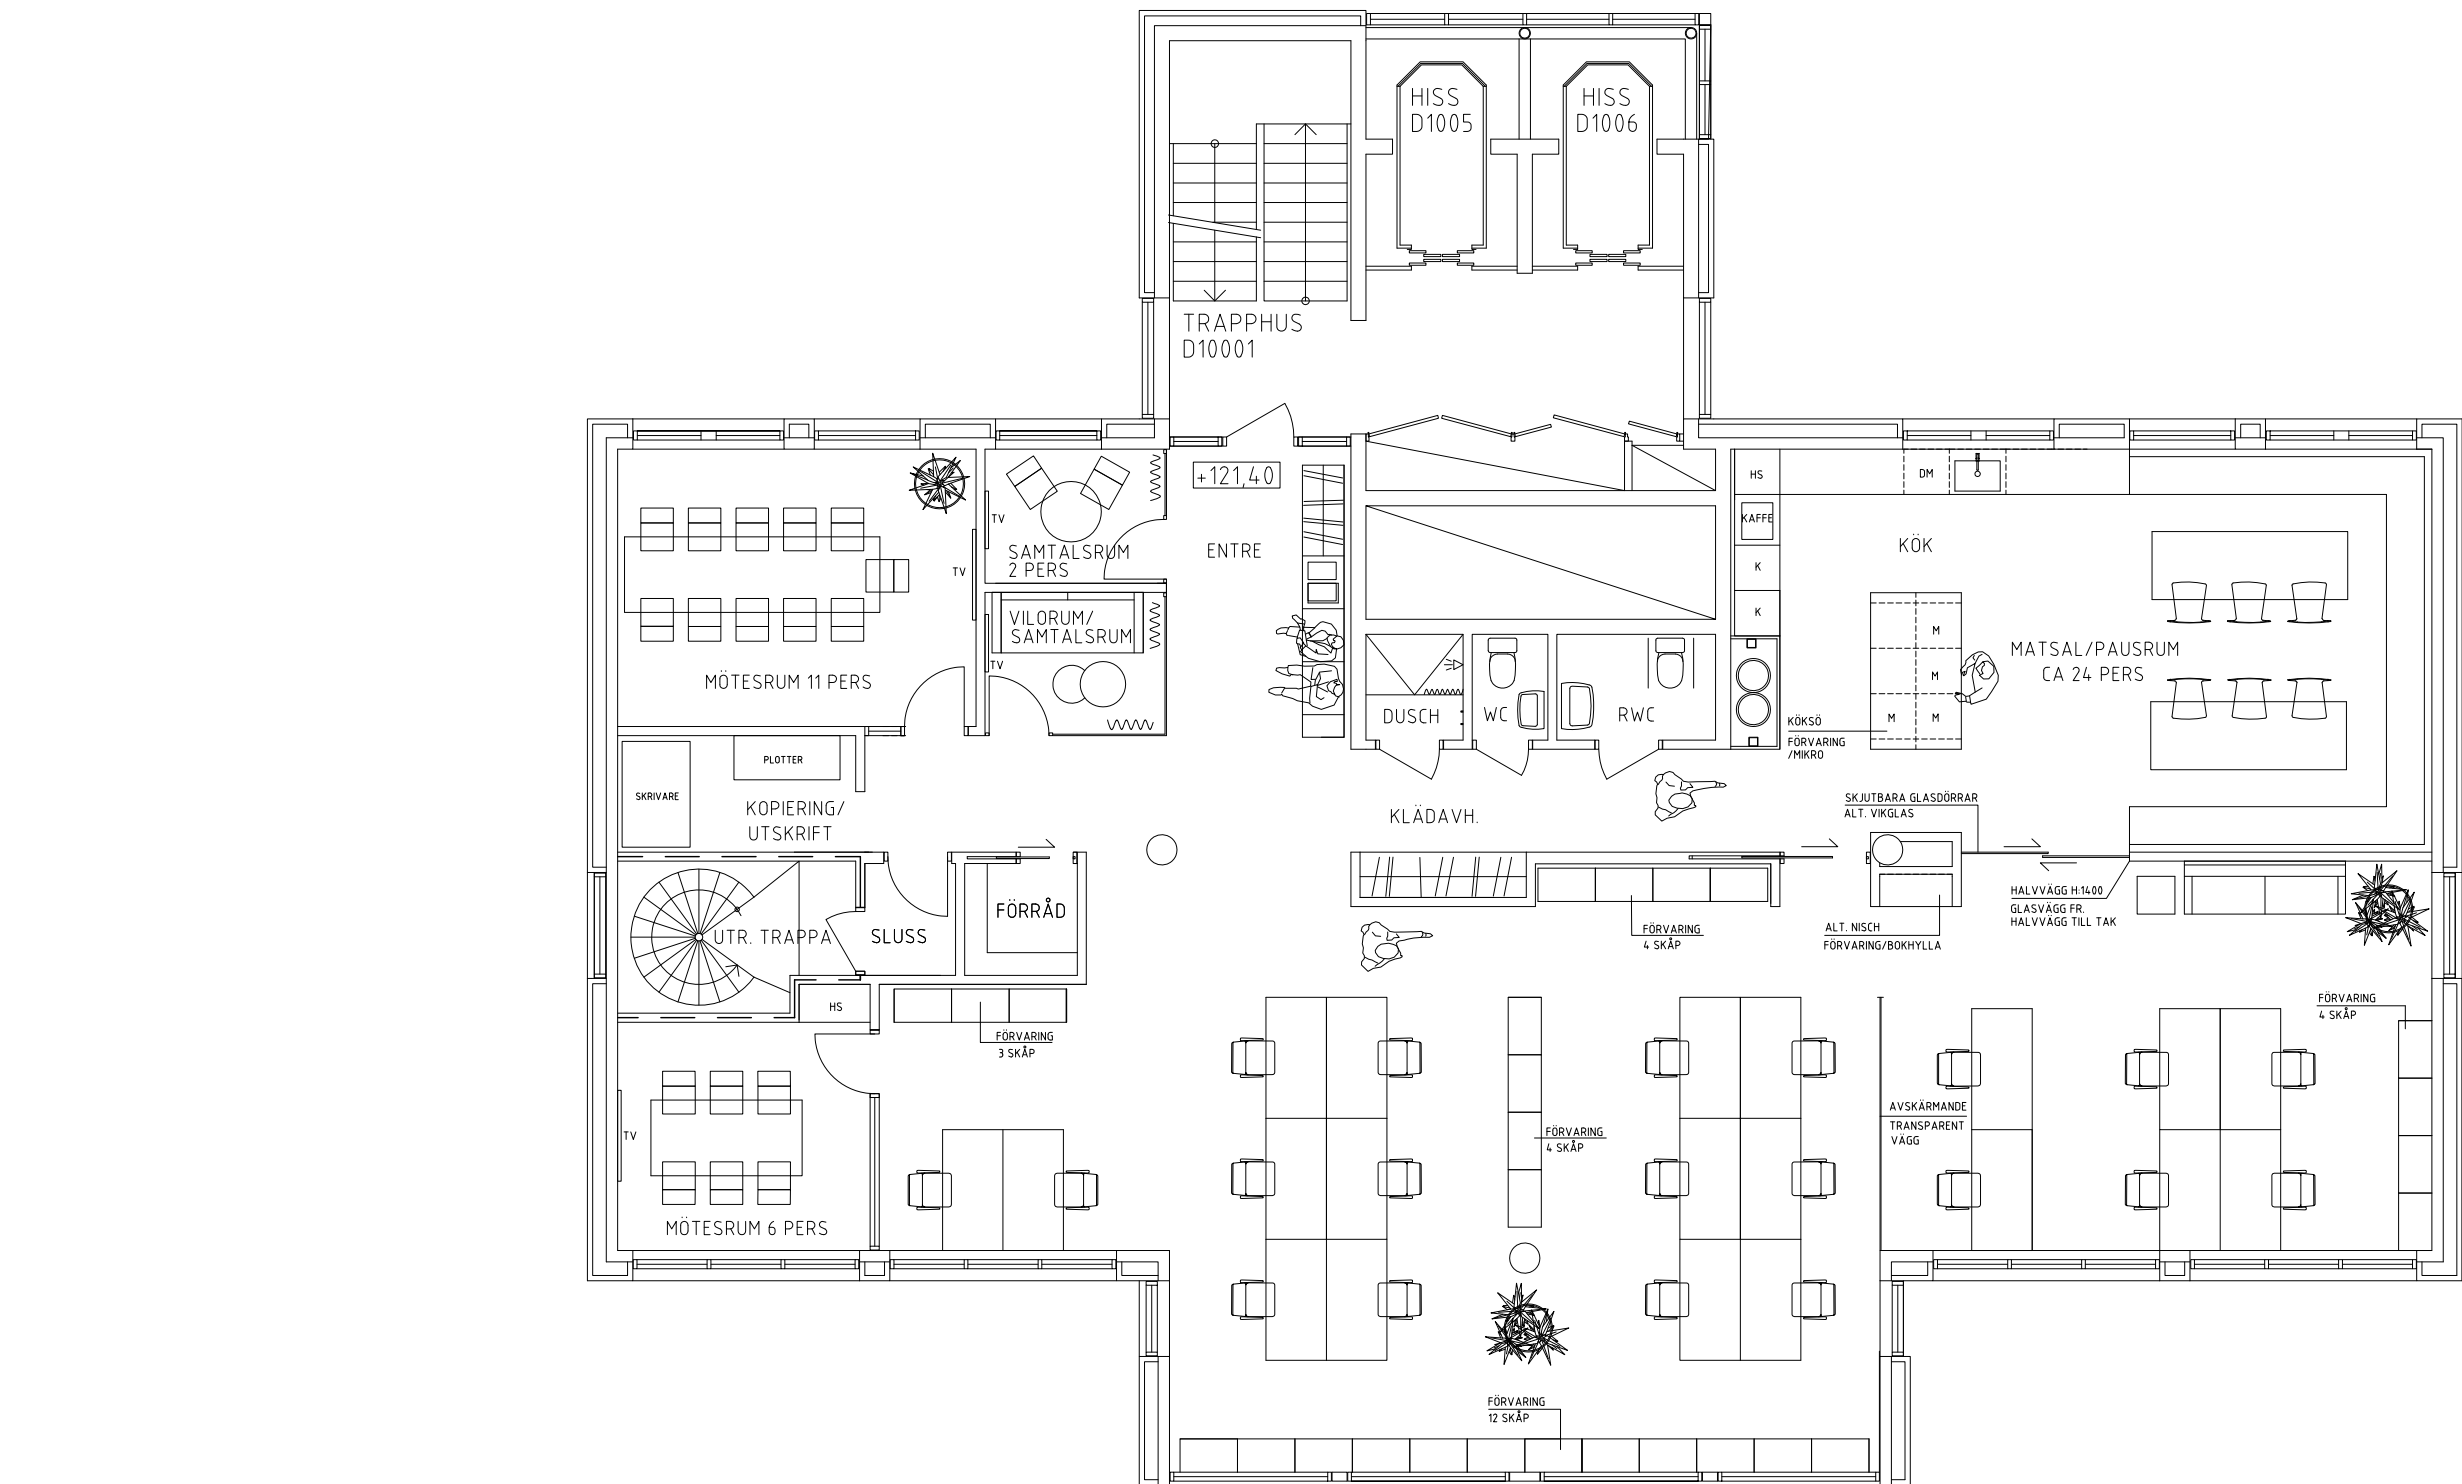 HISS
D1005
HISS
D1006
TRAPPHUS
D10001
+121,40
ENTRE
TV
SAMTALSRUM
2 PERS
TV
VILORUM/
SAMTALSRUM
TV
MÖTESRUM 11 PERS
HS
KAFFE
K
K
DM
KÖK
M
M
M
M
MATSAL/PAUSRUM
CA 24 PERS
KÖKSÖ
FÖRVARING
/MIKRO
DUSCH
WC
RWC
PLOTTER
SKRIVARE
KOPIERING/
UTSKRIFT
KLÄDAVH.
SKJUTBARA GLASDÖRRAR
ALT. VIKGLAS
HALVVÄGG H:1400
GLASVÄGG FR.
HALVVÄGG TILL TAK
UTR. TRAPPA
SLUSS
FÖRRÅD
FÖRVARING
4 SKÅP
ALT. NISCH
FÖRVARING/BOKHYLLA
HS
FÖRVARING
3 SKÅP
FÖRVARING
4 SKÅP
TV
MÖTESRUM 6 PERS
FÖRVARING
4 SKÅP
AVSKÄRMANDE
TRANSPARENT
VÄGG
FÖRVARING
12 SKÅP